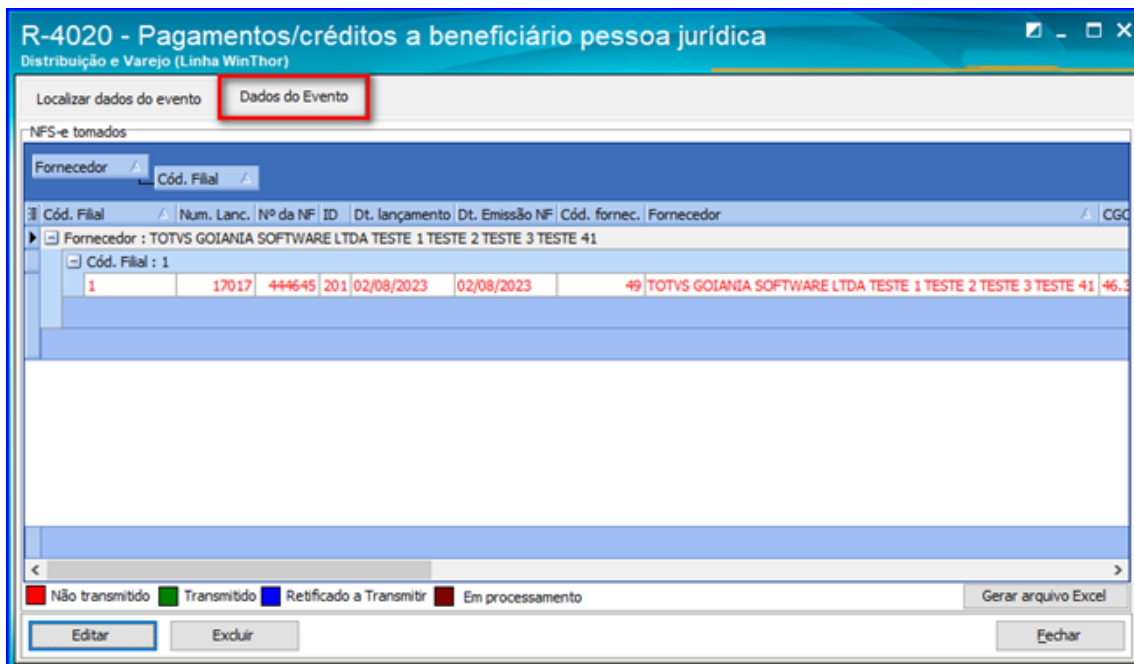 R-4020 - Pagamentos/créditos a beneficiário pessoa jurídica
Distribuição e Varejo (Linha WinThor)
Localizar dados do evento Dados do Evento
NFS-e tomados
Fornecedor
Cód. Filial
Cód. Filial Num. Lanc. Nº da NF ID Dt. lançamento Dt. Emissão NF Cód. fornec. Fornecedor CGC
Fornecedor : TOTVS GOIANIA SOFTWARE LTDA TESTE 1 TESTE 2 TESTE 3 TESTE 41
Cód. Filial : 1
1 17017 444645 201 02/08/2023 02/08/2023 49 TOTVS GOIANIA SOFTWARE LTDA TESTE 1 TESTE 2 TESTE 3 TESTE 41 46.3
Não transmitido Transmitido Retificado a Transmitir Em processamento Gerar arquivo Excel
Editar Excluir Fechar